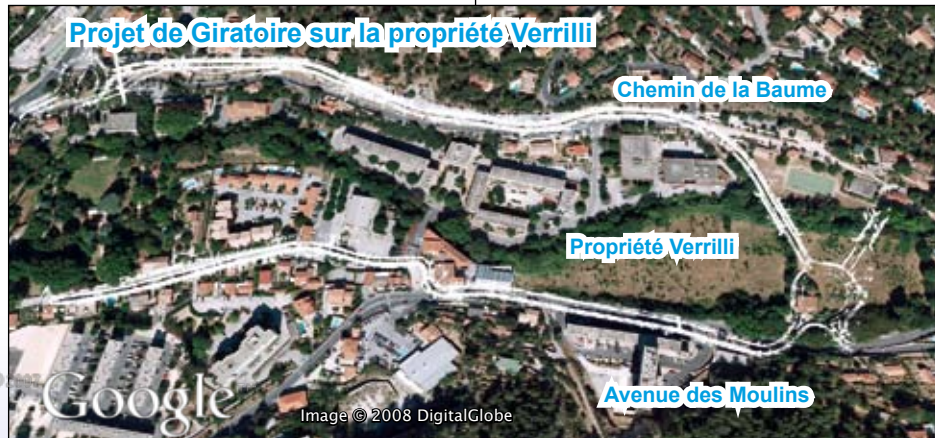 Projet de Giratoire sur la propriété Verrilli
Chemin de la Baume
Propriété Verrilli
Avenue des Moulins
Google
Image © 2008 DigitalGlobe